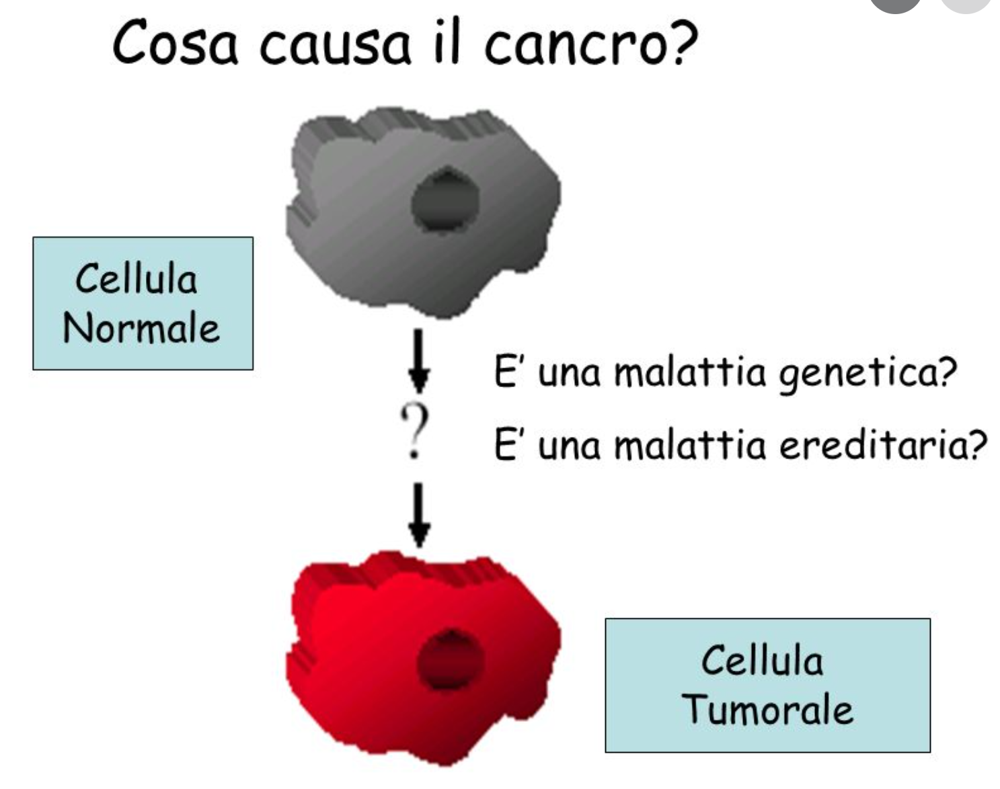 Cosa causa il cancro?
Cellula
Normale
E' una malattia genetica?
?
E' una malattia ereditaria?
Cellula
Tumorale